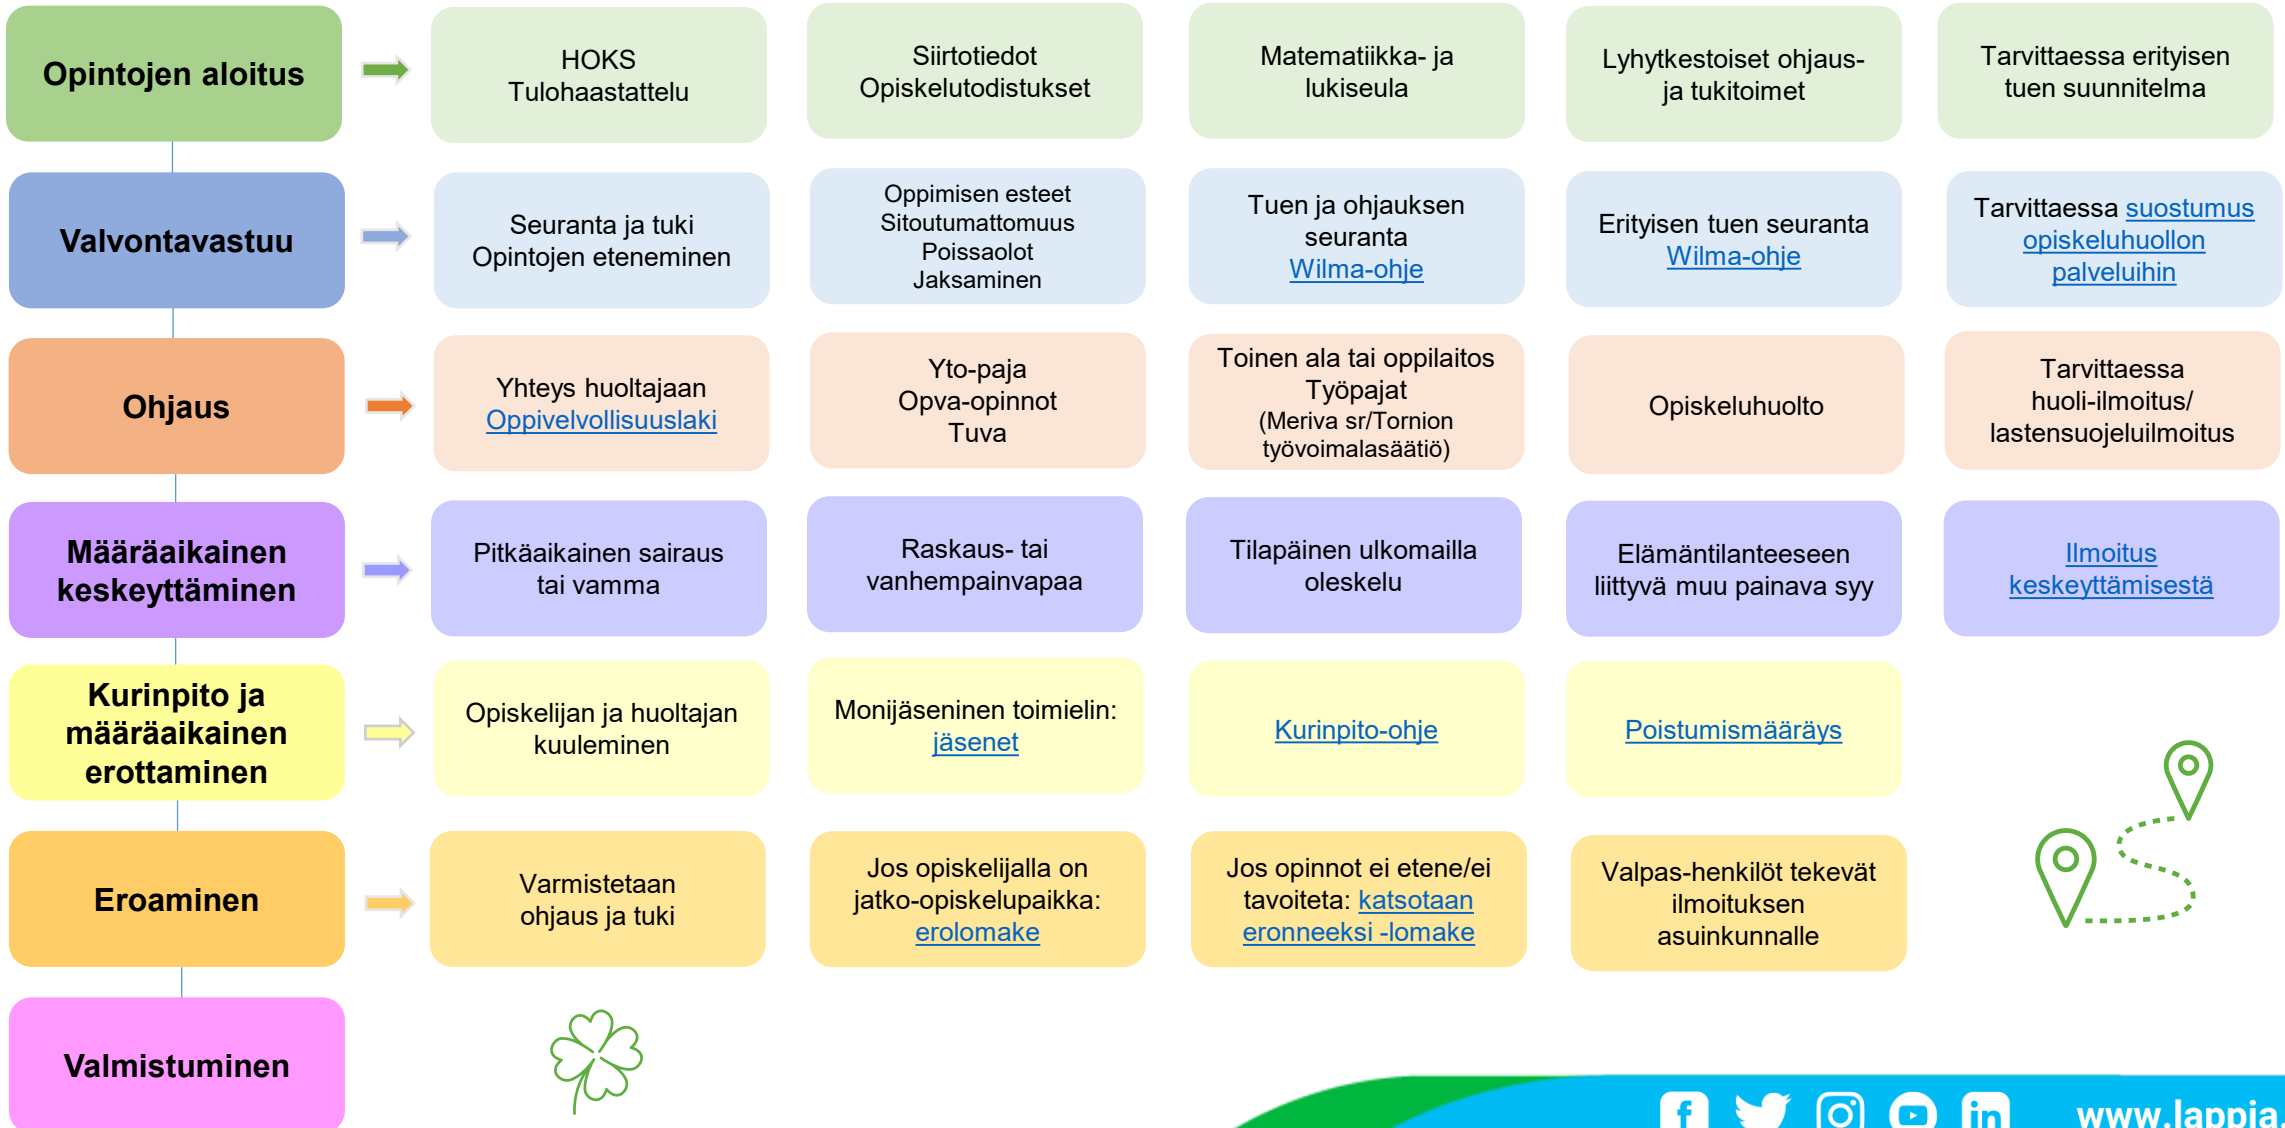 Opintojen aloitus
HOKS
Tulohaastattelu
Siirtotiedot
Opiskelutodistukset
Matematiikka- ja
lukiseula
Lyhytkestoiset ohjaus-
ja tukitoimet
Tarvittaessa erityisen
tuen suunnitelma
Valvontavastuu
Seuranta ja tuki
Opintojen eteneminen
Oppimisen esteet
Sitoutumattomuus
Poissaolot
Jaksaminen
Tuen ja ohjauksen
seuranta
Wilma-ohje
Erityisen tuen seuranta
Wilma-ohje
Tarvittaessa suostumus
opiskeluhuollon
palveluihin
Ohjaus
Yhteys huoltajaan
Oppivelvollisuuslaki
Yto-paja
Opva-opinnot
Tuva
Toinen ala tai oppilaitos
Työpajat
(Meriva sr/Tornion
työvoimalasäätiö)
Opiskeluhuolto
Tarvittaessa
huoli-ilmoitus/
lastensuojeluilmoitus
Määräaikainen
keskeyttäminen
Pitkäaikainen sairaus
tai vamma
Raskaus- tai
vanhempainvapaa
Tilapäinen ulkomailla
oleskelu
Elämäntilanteeseen
liittyvä muu painava syy
Ilmoitus
keskeyttämisestä
Kurinpito ja
määräaikainen
erottaminen
Opiskelijan ja huoltajan
kuuleminen
Monijäseninen toimielin:
jäsenet
Kurinpito-ohje
Poistumismääräys
Eroaminen
Varmistetaan
ohjaus ja tuki
Jos opiskelijalla on
jatko-opiskelupaikka:
erolomake
Jos opinnot ei etene/ei
tavoiteta: katsotaan
eronneeksi -lomake
Valpas-henkilöt tekevät
ilmoituksen
asuinkunnalle
Valmistuminen
www.lappia.